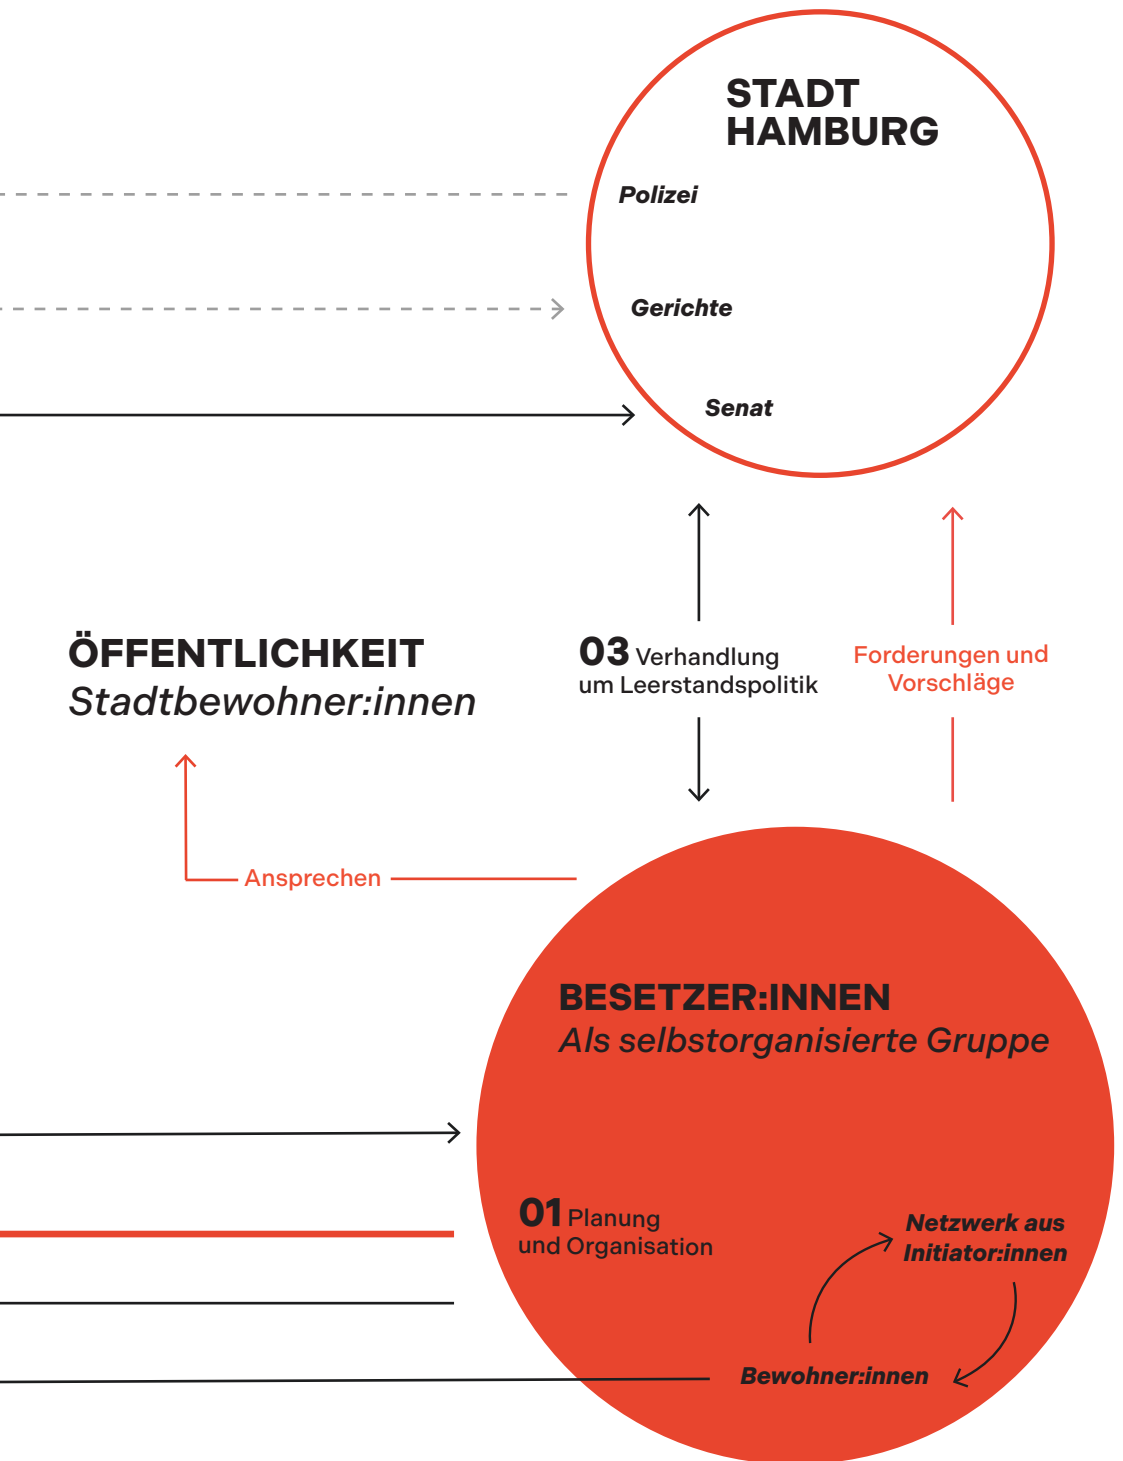 STADT
HAMBURG
Polizei
Gerichte
Senat
ÖFFENTLICHKEIT
Stadtbewohner:innen
03 Verhandlung
um Leerstandspolitik
Forderungen und
Vorschläge
Ansprechen
BESETZER:INNEN
Als selbstorganisierte Gruppe
01 Planung
und Organisation
Netzwerk aus
Initiator:innen
Bewohner:innen